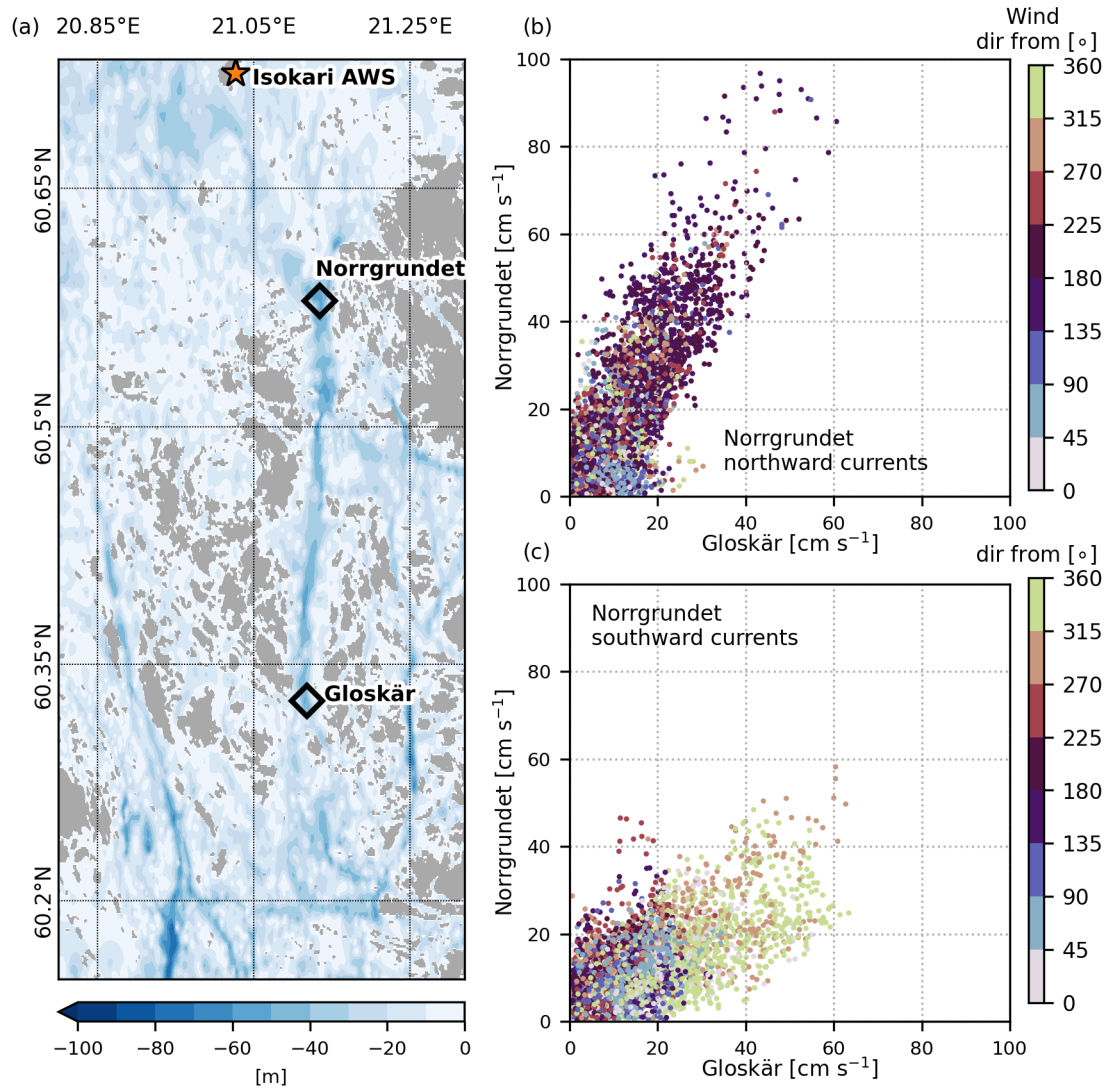 (a)
20.85°E
21.05°E
21.25°E
60.65°N
60.5°N
60.35°N
60.2°N
Isokari AWS
Norrgrundet
Gloskär
−100
−80
−60
−40
−20
0
[m]
(b)
Wind
dir from [∘]
100
80
60
40
20
0
Norrgrundet [cm s⁻¹]
Norrgrundet
northward currents
0
20
40
60
80
100
Gloskär [cm s⁻¹]
360
315
270
225
180
135
90
45
0
(c)
dir from [∘]
100
80
60
40
20
0
Norrgrundet [cm s⁻¹]
Norrgrundet
southward currents
0
20
40
60
80
100
Gloskär [cm s⁻¹]
360
315
270
225
180
135
90
45
0